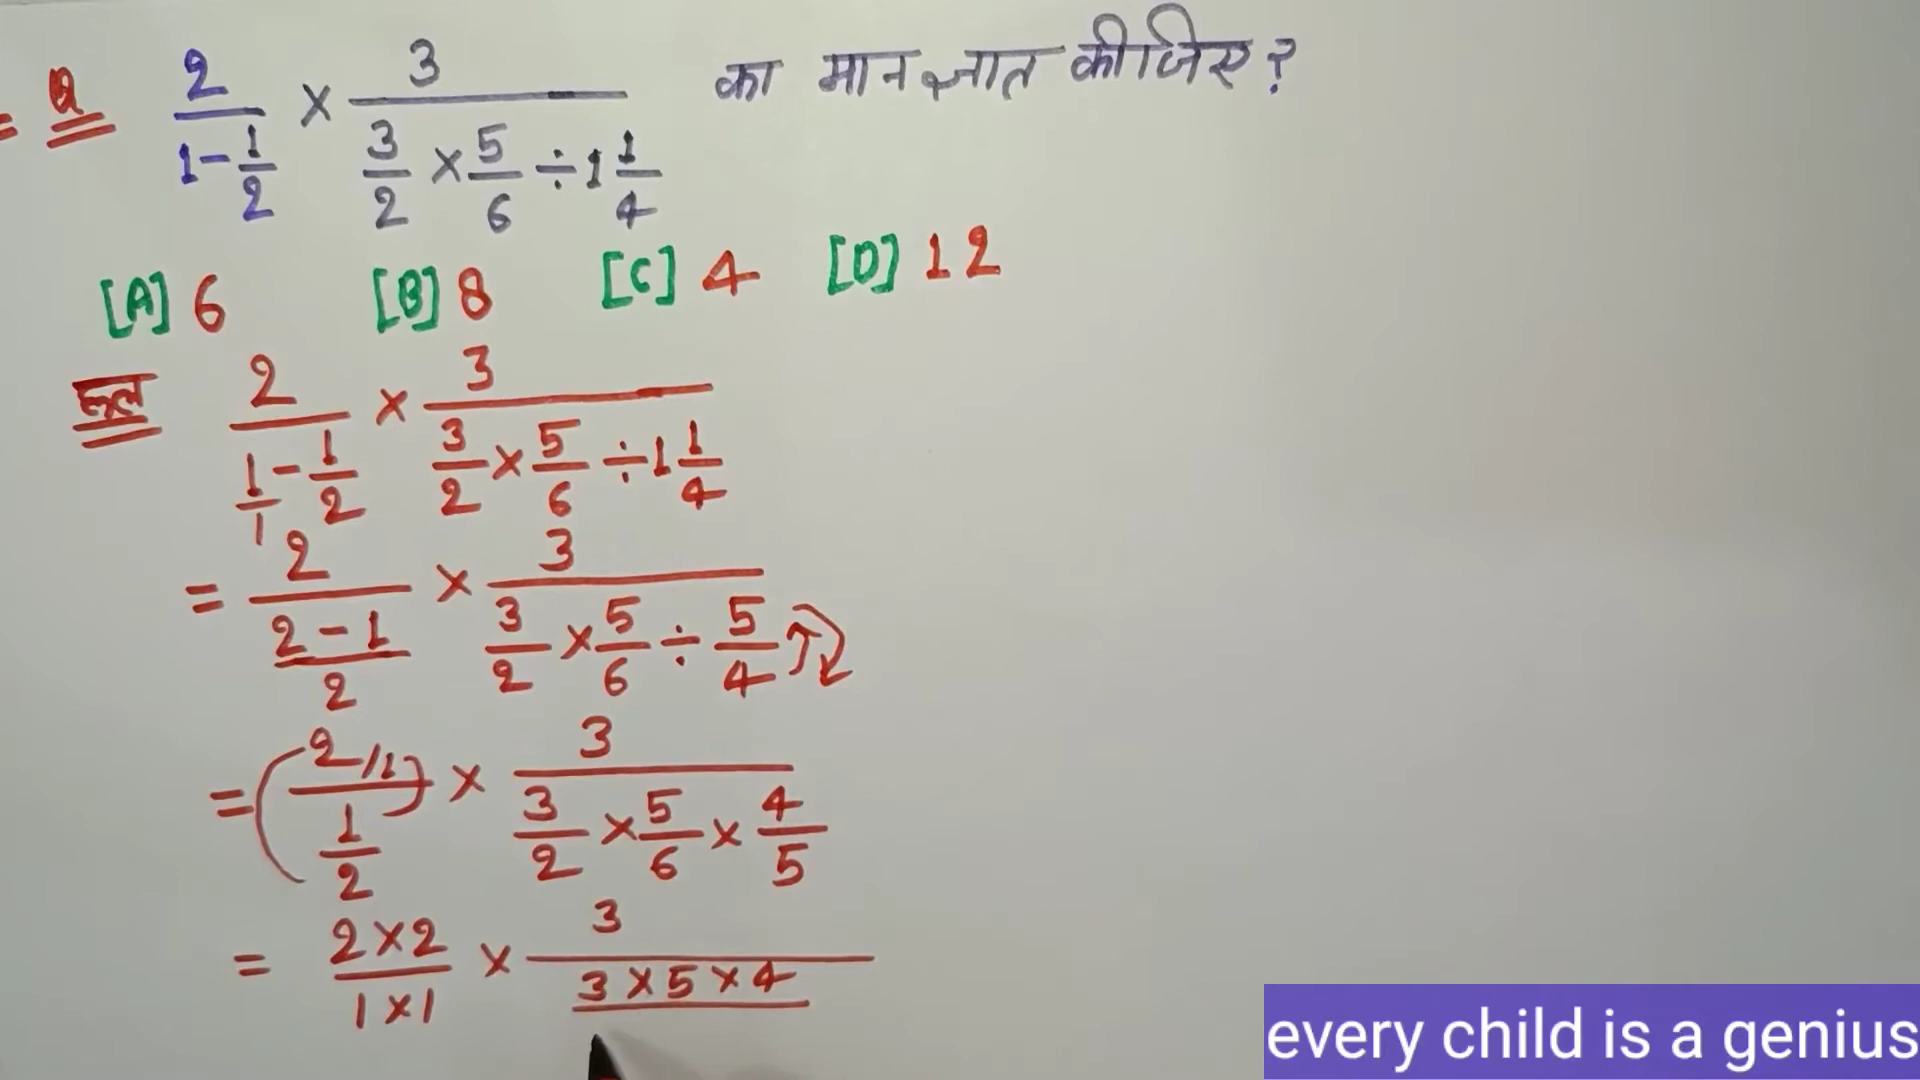 = Q 2/(1-1/2) × 3/(3/2 × 5/6 ÷ 1 1/4) का मान ज्ञात कीजिए ?
[A] 6 [B] 8 [C] 4 [D] 12
हल 2/(1/1 - 1/2) × 3/(3/2 × 5/6 ÷ 1 1/4)
= 2/((2-1)/2) × 3/(3/2 × 5/6 ÷ 5/4)
= (2/1)/(1/2) × 3/(3/2 × 5/6 × 4/5)
= (2×2)/(1×1) × 3/(3×5×4)
every child is a genius